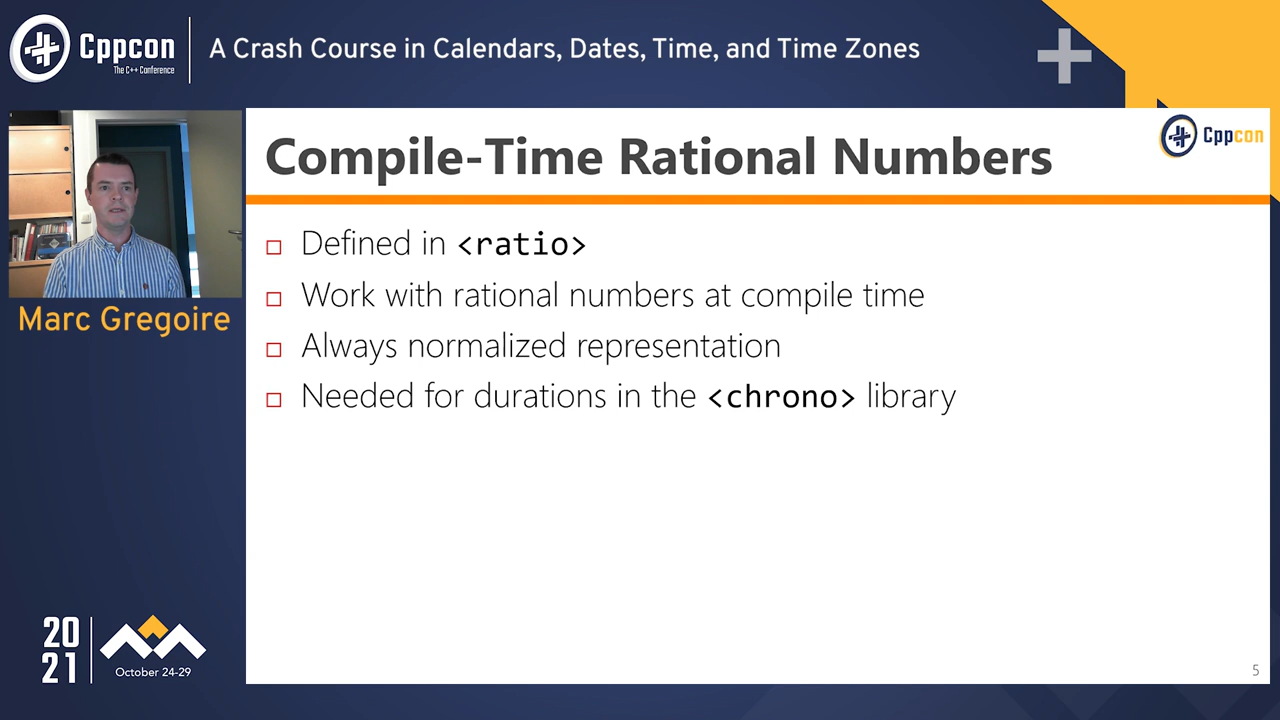 Cppcon
The C++ Conference
A Crash Course in Calendars, Dates, Time, and Time Zones
Cppcon
Compile-Time Rational Numbers
Defined in <ratio>
Work with rational numbers at compile time
Always normalized representation
Needed for durations in the <chrono> library
Marc Gregoire
20
21
October 24-29
5